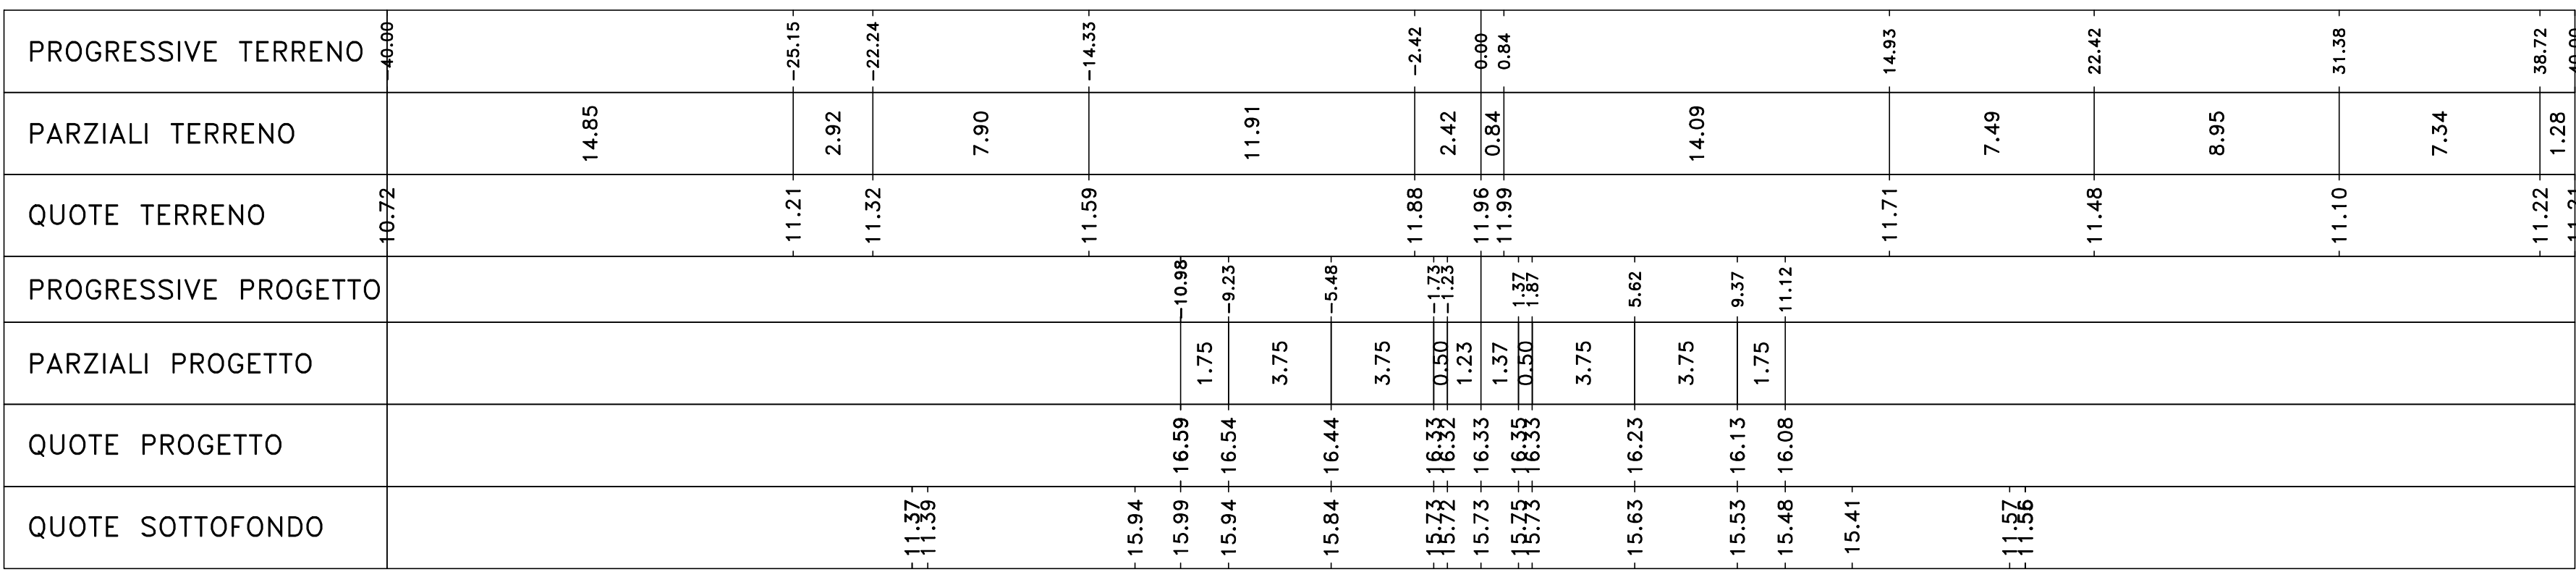 PROGRESSIVE TERRENO -40.00 -25.15 -22.24 -14.33 -2.42 0.00 0.84 14.93 22.42 31.38 38.72 40.00
PARZIALI TERRENO 14.85 2.92 7.90 11.91 2.42 0.84 14.09 7.49 8.95 7.34 1.28
QUOTE TERRENO 10.72 11.21 11.32 11.59 11.88 11.96 11.99 11.71 11.48 11.10 11.22 11.21
PROGRESSIVE PROGETTO -10.98 -9.23 -5.48 -1.73 -1.23 1.37 1.87 5.62 9.37 11.12
PARZIALI PROGETTO 1.75 3.75 3.75 0.50 1.23 1.37 0.50 3.75 3.75 1.75
QUOTE PROGETTO 16.59 16.54 16.44 16.33 16.32 16.33 16.35 16.33 16.23 16.13 16.08
QUOTE SOTTOFONDO 11.37 11.39 15.94 15.99 15.94 15.84 15.73 15.72 15.73 15.75 15.73 15.63 15.53 15.48 15.41 11.57 11.56